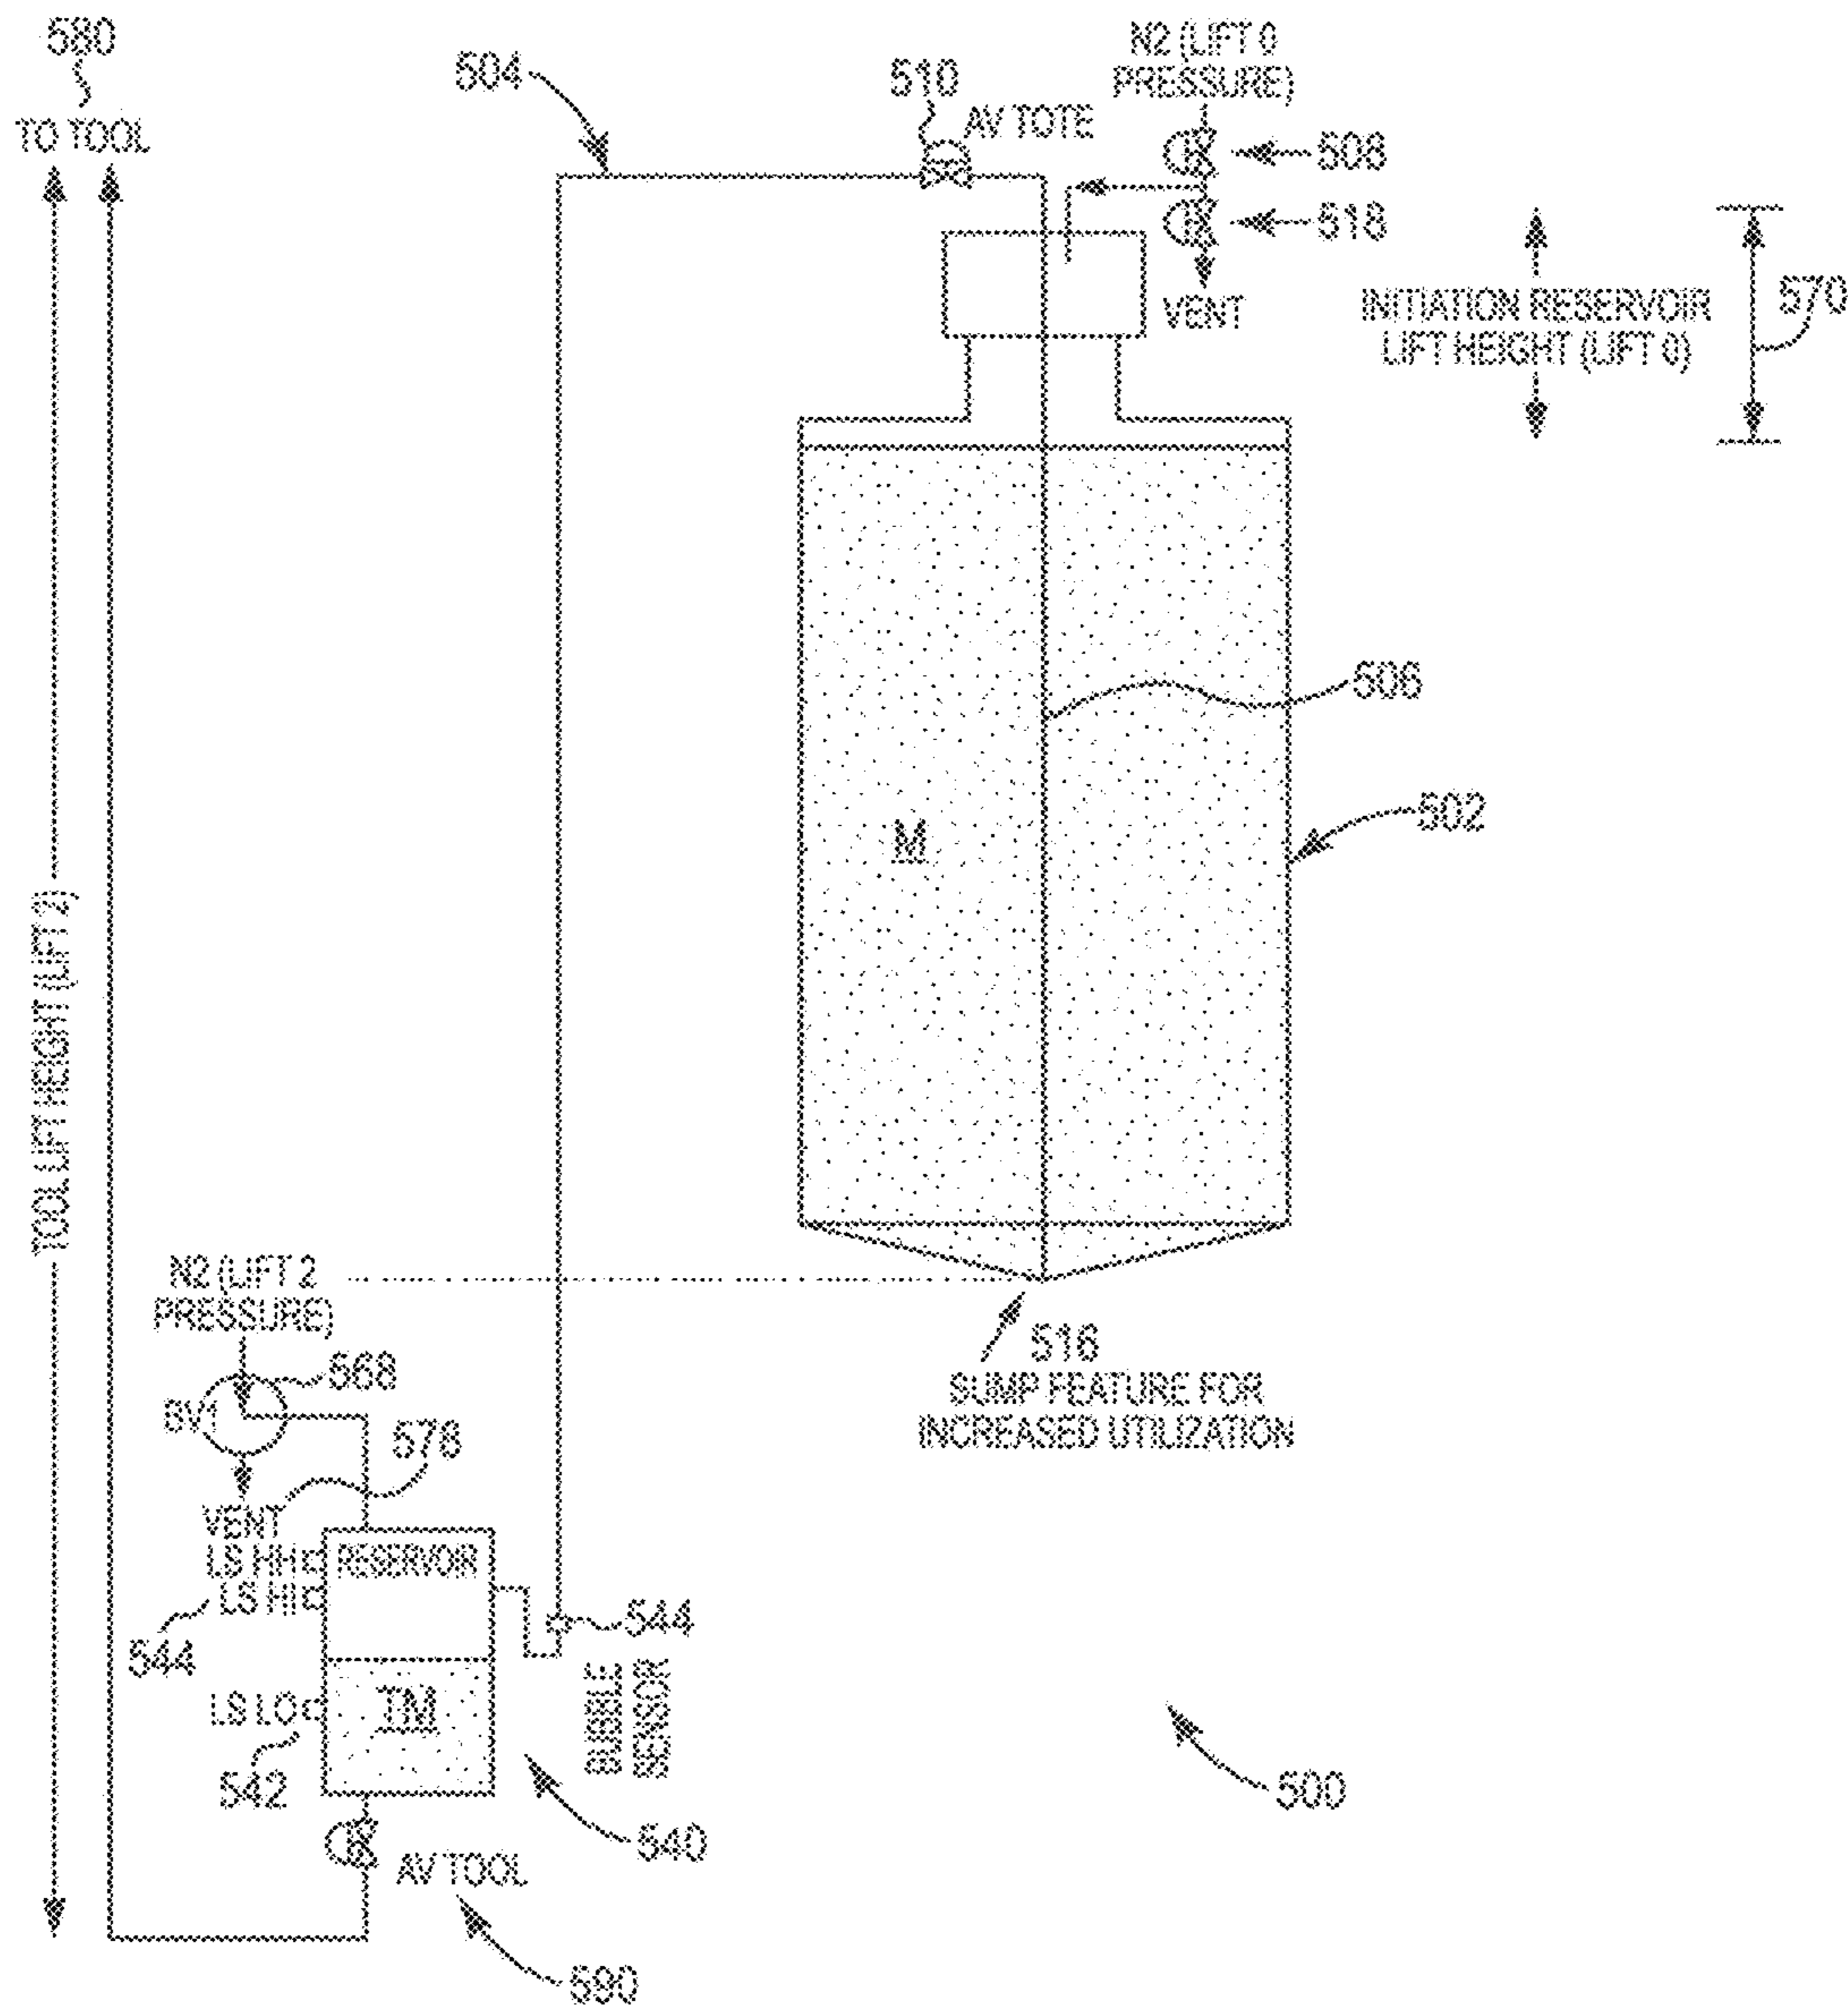 580
TO TOOL
504
510
AV TOTE
N2 (LIFT 0
PRESSURE)
508
518
VENT
INITIATION RESERVOIR
LIFT HEIGHT (LIFT 0)
570
506
M
502
TOOL LIFT HEIGHT (LIFT 2)
N2 (LIFT 2
PRESSURE)
516
SUMP FEATURE FOR
INCREASED UTILIZATION
568
578
VENT
LS HH
RESERVOIR
LS HI
544
544
BUBBLE
SENSOR
LS LO
TM
542
540
500
AV TOOL
590